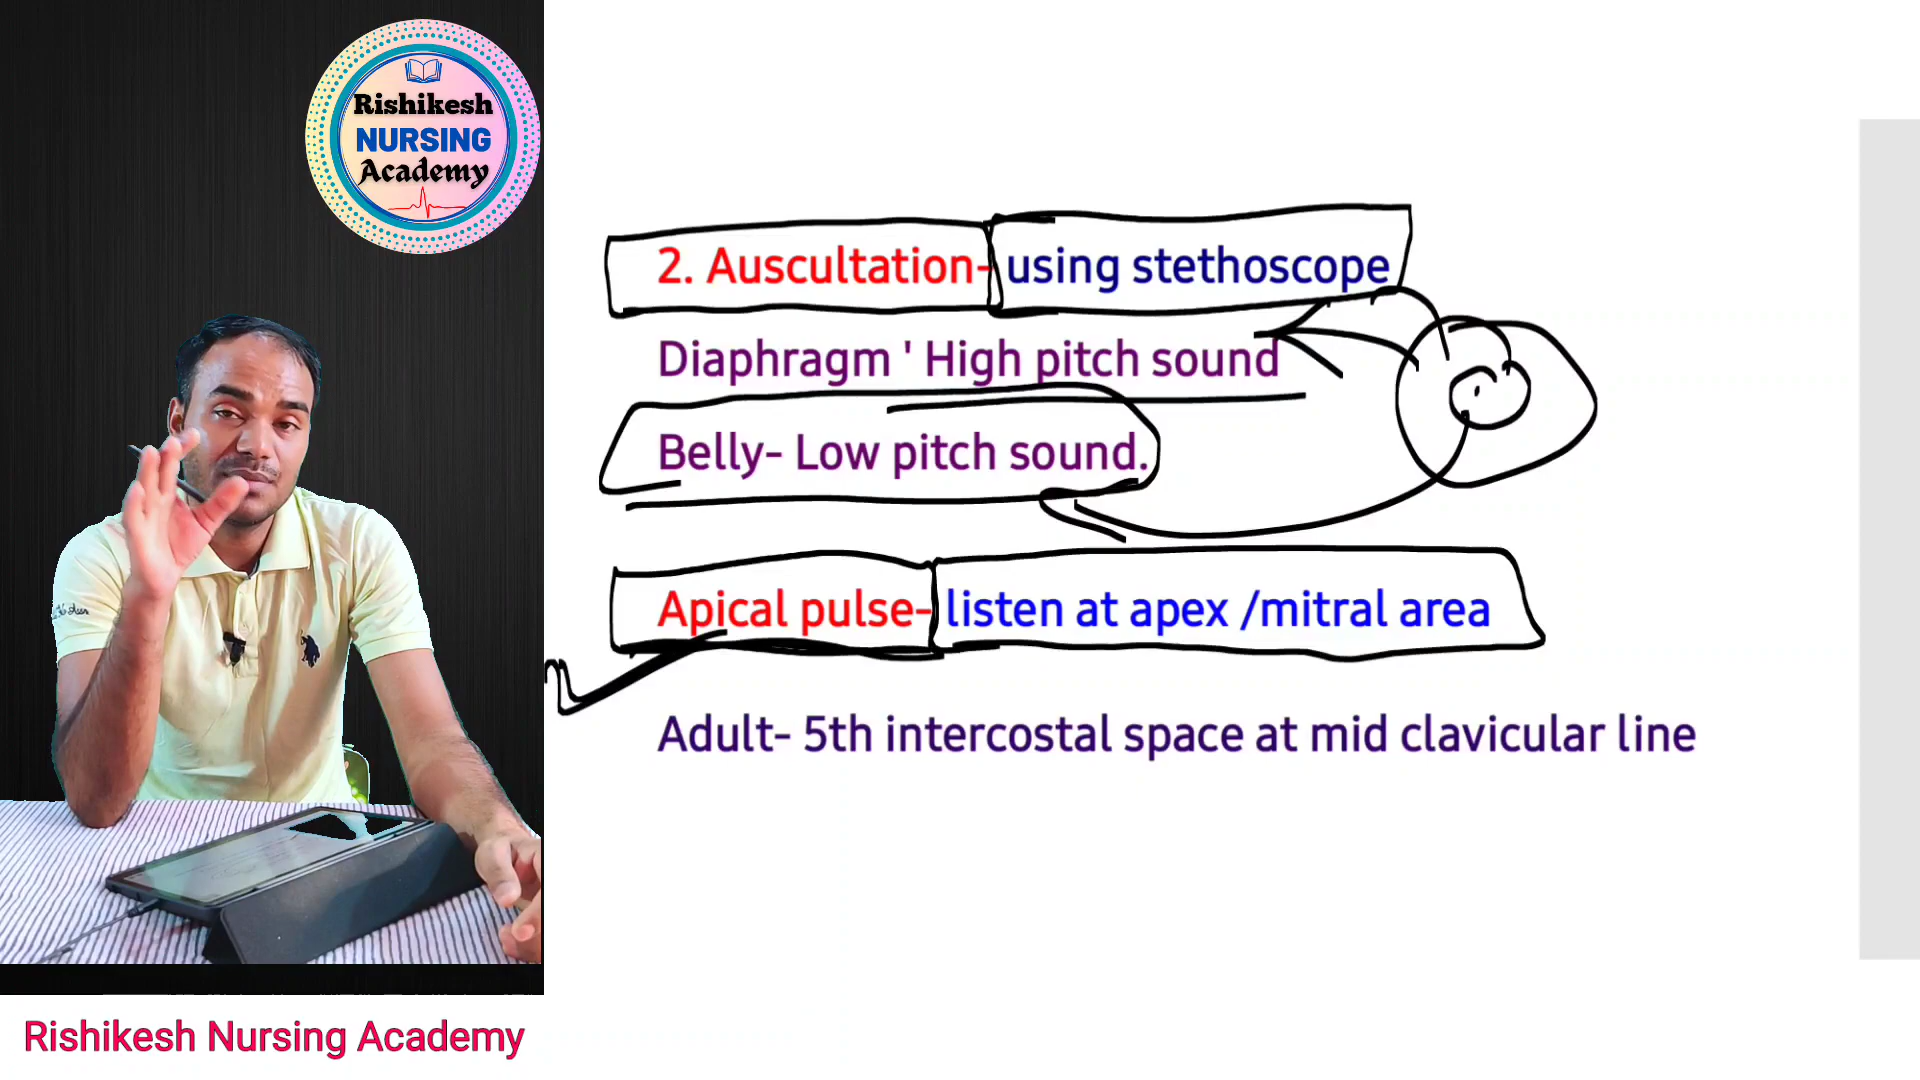 Rishikesh
NURSING
Academy
2. Auscultation- using stethoscope
Diaphragm ' High pitch sound
Belly- Low pitch sound.
Apical pulse- listen at apex /mitral area
Adult- 5th intercostal space at mid clavicular line
Rishikesh Nursing Academy